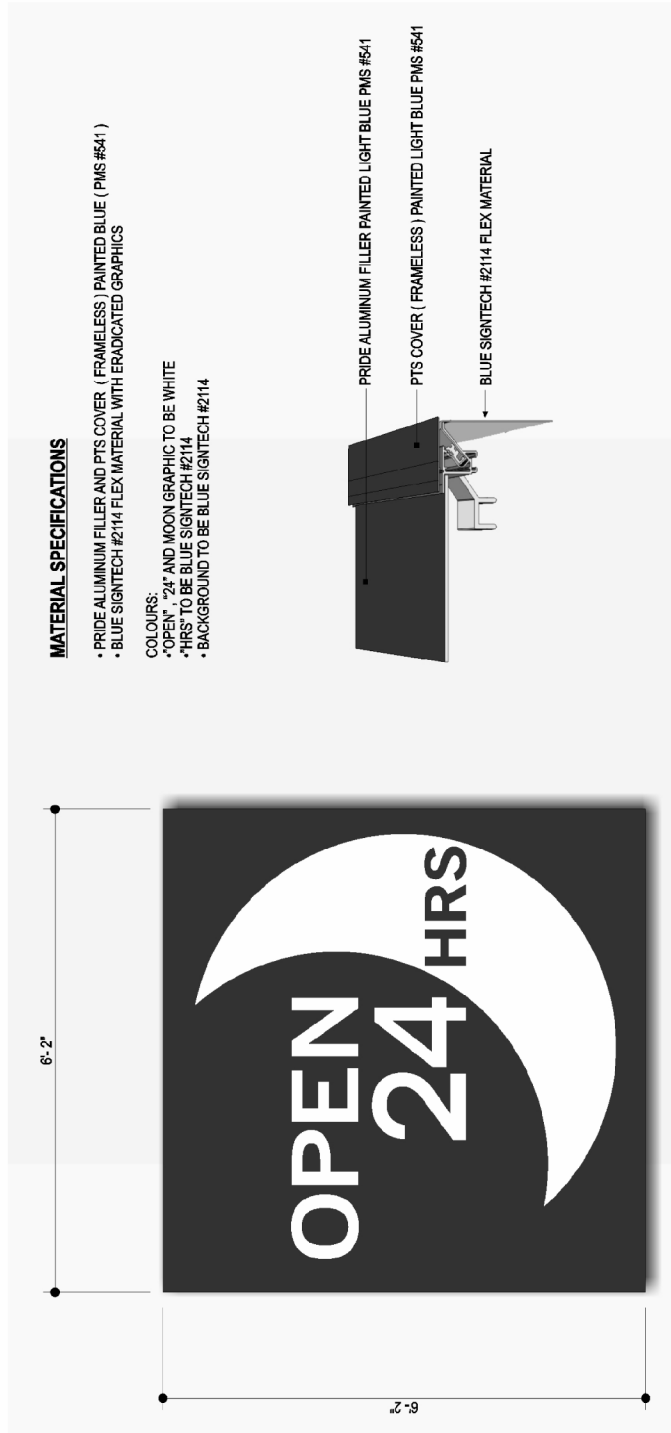 MATERIAL SPECIFICATIONS
• PRIDE ALUMINUM FILLER AND PTS COVER ( FRAMELESS ) PAINTED BLUE ( PMS #541 )
• BLUE SIGNTECH #2114 FLEX MATERIAL WITH ERADICATED GRAPHICS
COLOURS:
• "OPEN" , "24" AND MOON GRAPHIC TO BE WHITE
• "HRS" TO BE BLUE SIGNTECH #2114
• BACKGROUND TO BE BLUE SIGNTECH #2114
6'- 2"
6'- 2"
OPEN
24 HRS
PRIDE ALUMINUM FILLER PAINTED LIGHT BLUE PMS #541
PTS COVER ( FRAMELESS ) PAINTED LIGHT BLUE PMS #541
BLUE SIGNTECH #2114 FLEX MATERIAL